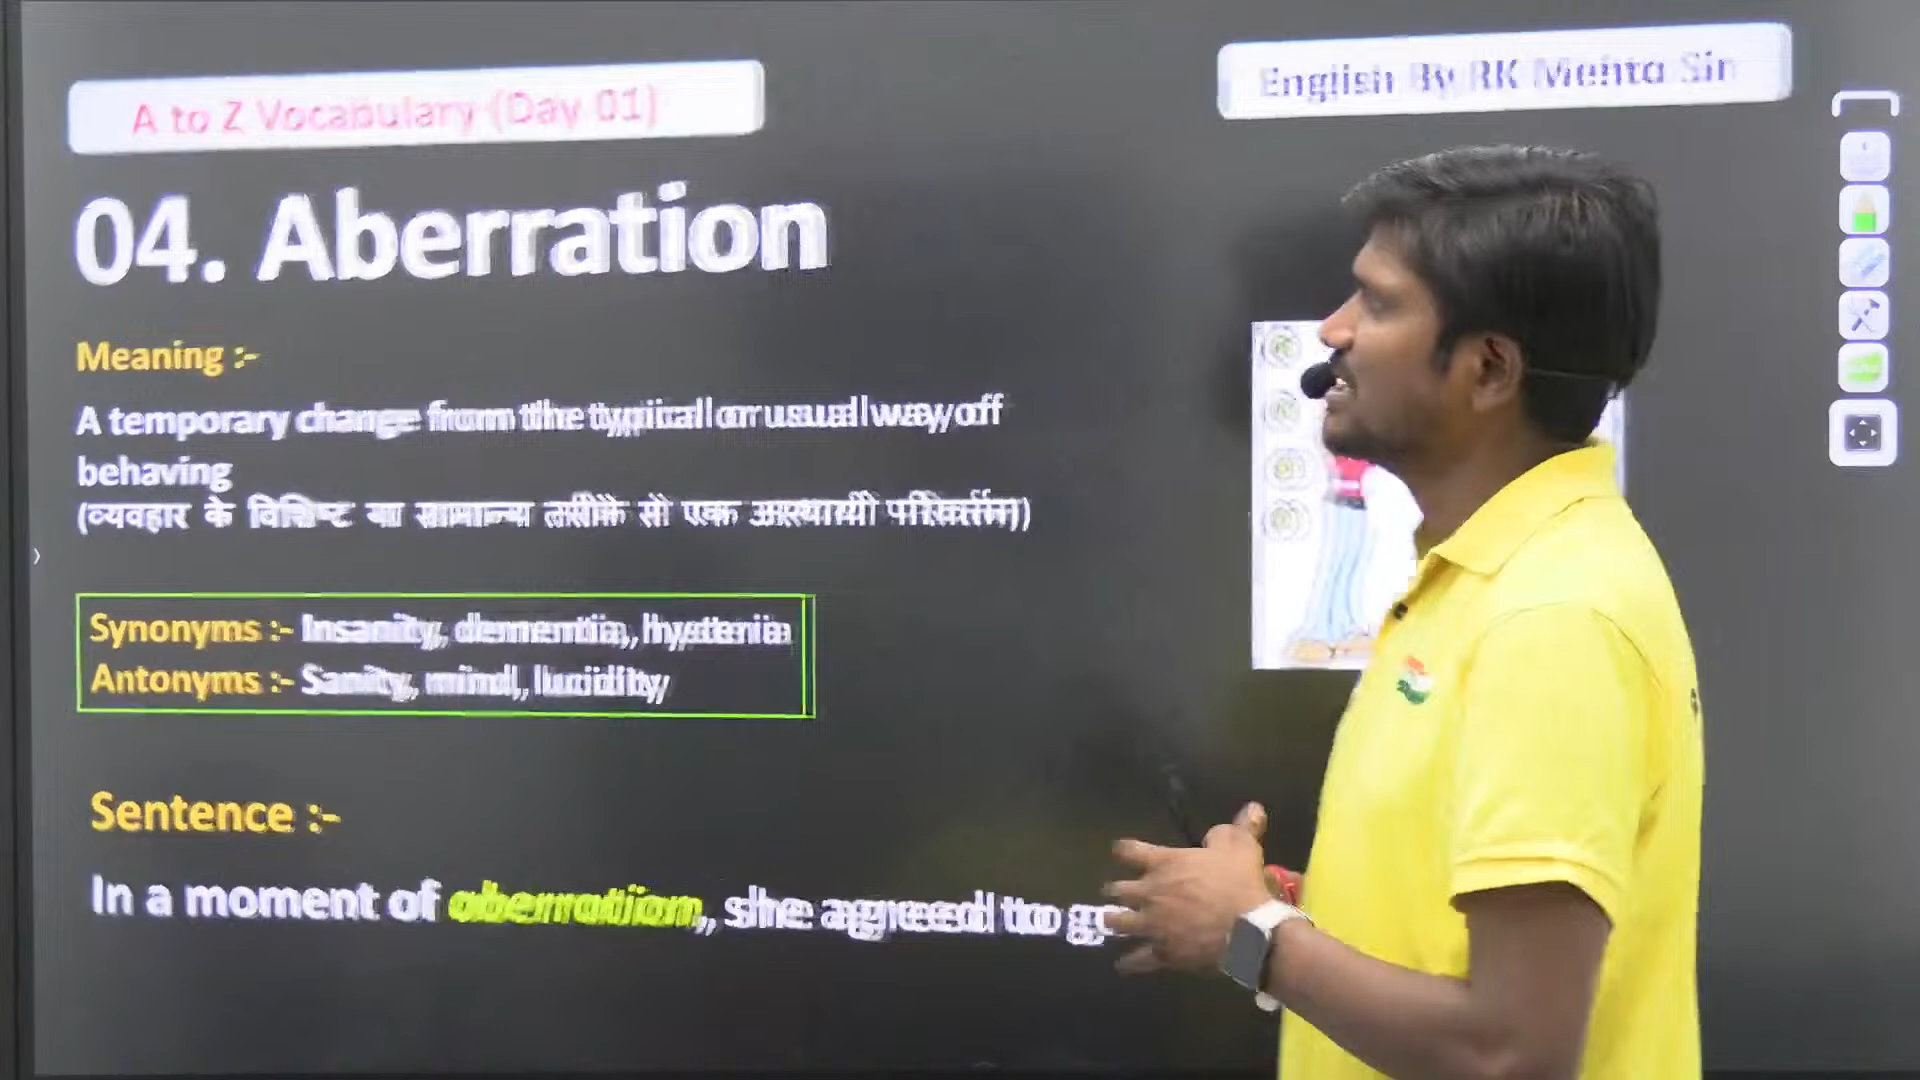 A to Z Vocabulary (Day 01)
English By RK Mehta Sir
04. Aberration
Meaning :-
A temporary change from the typical or usual way of
behaving
(व्यवहार के विशिष्ट या सामान्य तरीके से एक अस्थायी परिवर्तन)
Synonyms :- Insanity, dementia, hysteria
Antonyms :- Sanity, mind, lucidity
Sentence :-
In a moment of aberration, she agreed to go